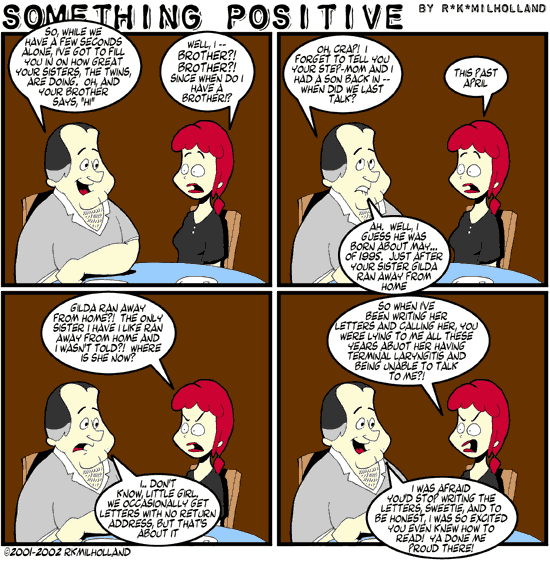 SOMETHING POSITIVE BY R*K*MILHOLLAND
SO, WHILE WE
HAVE A FEW SECONDS
ALONE, I'VE GOT TO FILL
YOU IN ON HOW GREAT
YOUR SISTERS, THE TWINS,
ARE DOING. OH, AND
YOUR BROTHER
SAYS, "HI"
WELL, I --
BROTHER?!
BROTHER?!
SINCE WHEN DO I
HAVE A
BROTHER!?
OH, CRAP!! I
FORGET TO TELL YOU
YOUR STEP-MOM AND I
HAD A SON BACK IN --
WHEN DID WE LAST
TALK?
THIS PAST
APRIL
AH. WELL, I
GUESS HE WAS
BORN ABOUT MAY...
OF 1995. JUST AFTER
YOUR SISTER GILDA
RAN AWAY FROM
HOME
GILDA RAN AWAY
FROM HOME?! THE ONLY
SISTER I HAVE I LIKE RAN
AWAY FROM HOME AND
I WASN'T TOLD?! WHERE
IS SHE NOW?
I.. DON'T
KNOW, LITTLE GIRL.
WE OCCASIONALLY GET
LETTERS WITH NO RETURN
ADDRESS, BUT THAT'S
ABOUT IT
SO WHEN I'VE
BEEN WRITING HER
LETTERS AND CALLING HER, YOU
WERE LYING TO ME ALL THESE
YEARS ABUOT HER HAVING
TERMINAL LARYNGITIS AND
BEING UNABLE TO TALK
TO ME?!
I WAS AFRAID
YOU'D STOP WRITING THE
LETTERS, SWEETIE, AND TO
BE HONEST, I WAS SO EXCITED
YOU EVEN KNEW HOW TO
READ! YA DONE ME
PROUD THERE!
©2001-2002 RKMILHOLLAND